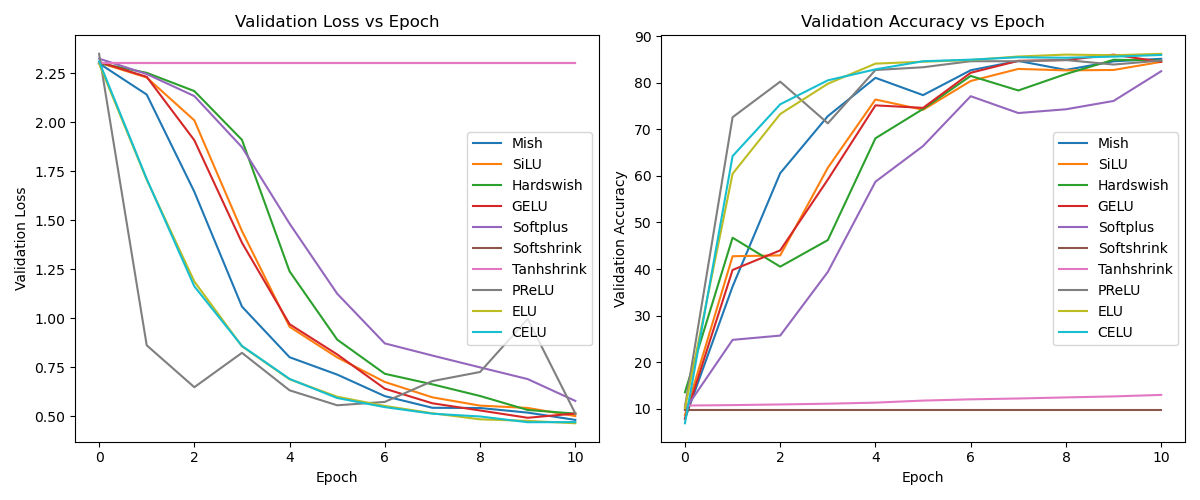 Validation Loss vs Epoch
Validation Loss
2.25
2.00
1.75
1.50
1.25
1.00
0.75
0.50
0 2 4 6 8 10
Epoch
Mish
SiLU
Hardswish
GELU
Softplus
Softshrink
Tanhshrink
PReLU
ELU
CELU
Validation Accuracy vs Epoch
Validation Accuracy
90
80
70
60
50
40
30
20
10
0 2 4 6 8 10
Epoch
Mish
SiLU
Hardswish
GELU
Softplus
Softshrink
Tanhshrink
PReLU
ELU
CELU